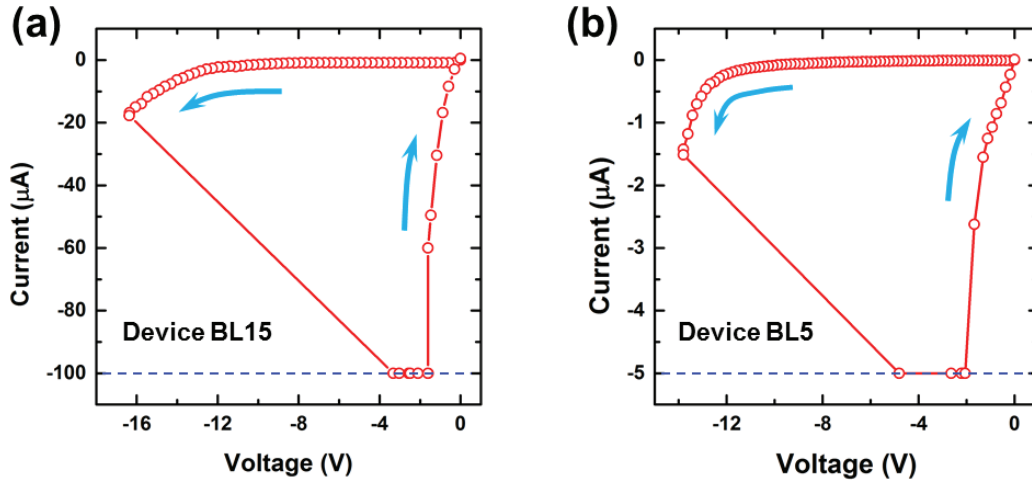 (a)
0
-20
-40
-60
-80
-100
Current (μA)
Device BL15
-16 -12 -8 -4 0
Voltage (V)
(b)
0
-1
-2
-3
-4
-5
Current (μA)
Device BL5
-12 -8 -4 0
Voltage (V)